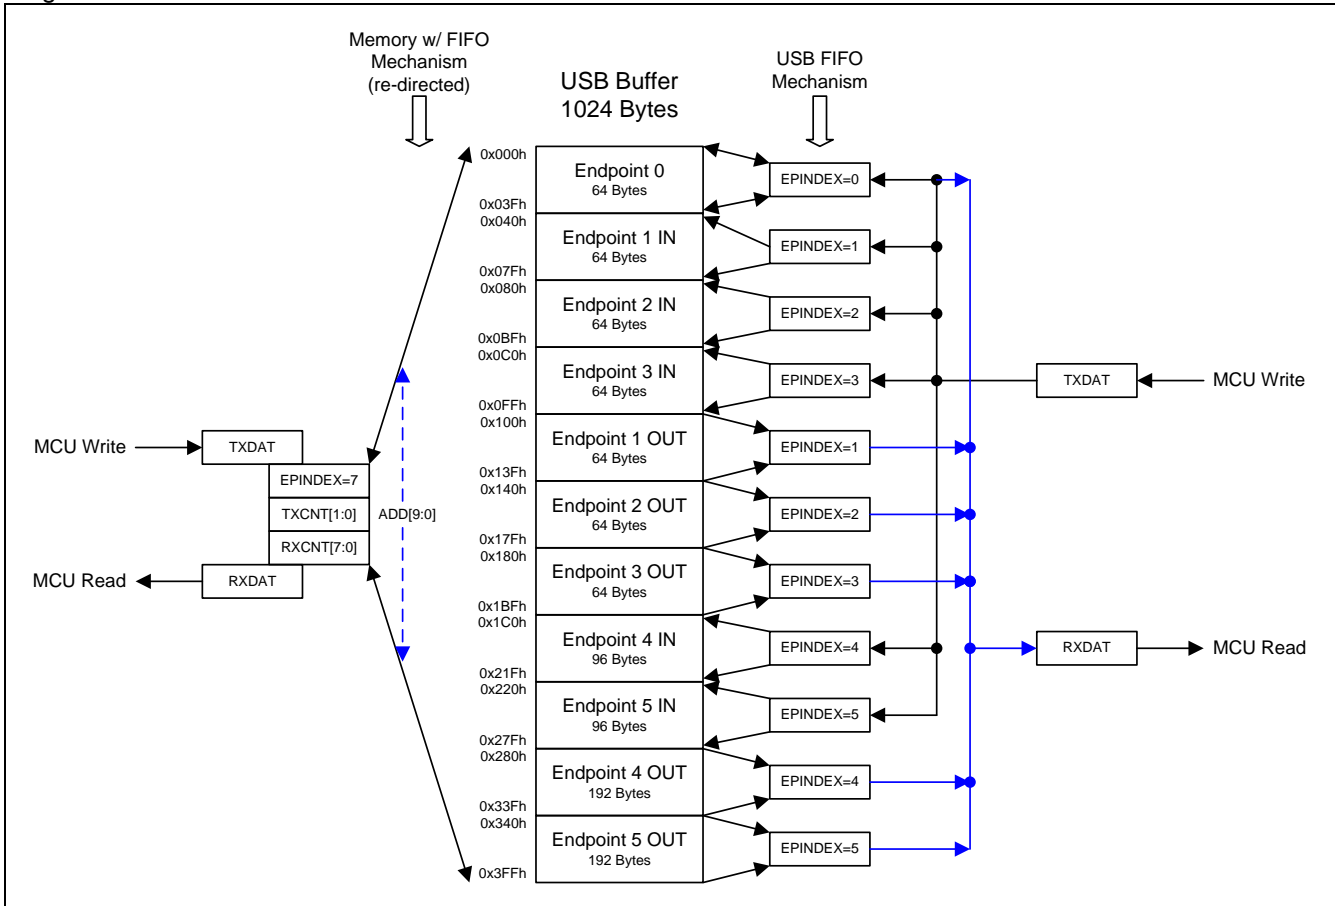 Memory w/ FIFO
Mechanism
(re-directed)
USB Buffer
1024 Bytes
USB FIFO
Mechanism
0x000h
Endpoint 0
64 Bytes
EPINDEX=0
0x03Fh
0x040h
Endpoint 1 IN
64 Bytes
EPINDEX=1
0x07Fh
0x080h
Endpoint 2 IN
64 Bytes
EPINDEX=2
0x0BFh
0x0C0h
Endpoint 3 IN
64 Bytes
EPINDEX=3
TXDAT
MCU Write
0x0FFh
0x100h
MCU Write
TXDAT
Endpoint 1 OUT
64 Bytes
EPINDEX=1
EPINDEX=7
0x13Fh
0x140h
TXCNT[1:0]
ADD[9:0]
Endpoint 2 OUT
64 Bytes
EPINDEX=2
RXCNT[7:0]
0x17Fh
0x180h
MCU Read
RXDAT
Endpoint 3 OUT
64 Bytes
EPINDEX=3
0x1BFh
0x1C0h
Endpoint 4 IN
96 Bytes
EPINDEX=4
RXDAT
MCU Read
0x21Fh
0x220h
Endpoint 5 IN
96 Bytes
EPINDEX=5
0x27Fh
0x280h
Endpoint 4 OUT
192 Bytes
EPINDEX=4
0x33Fh
0x340h
Endpoint 5 OUT
192 Bytes
EPINDEX=5
0x3FFh